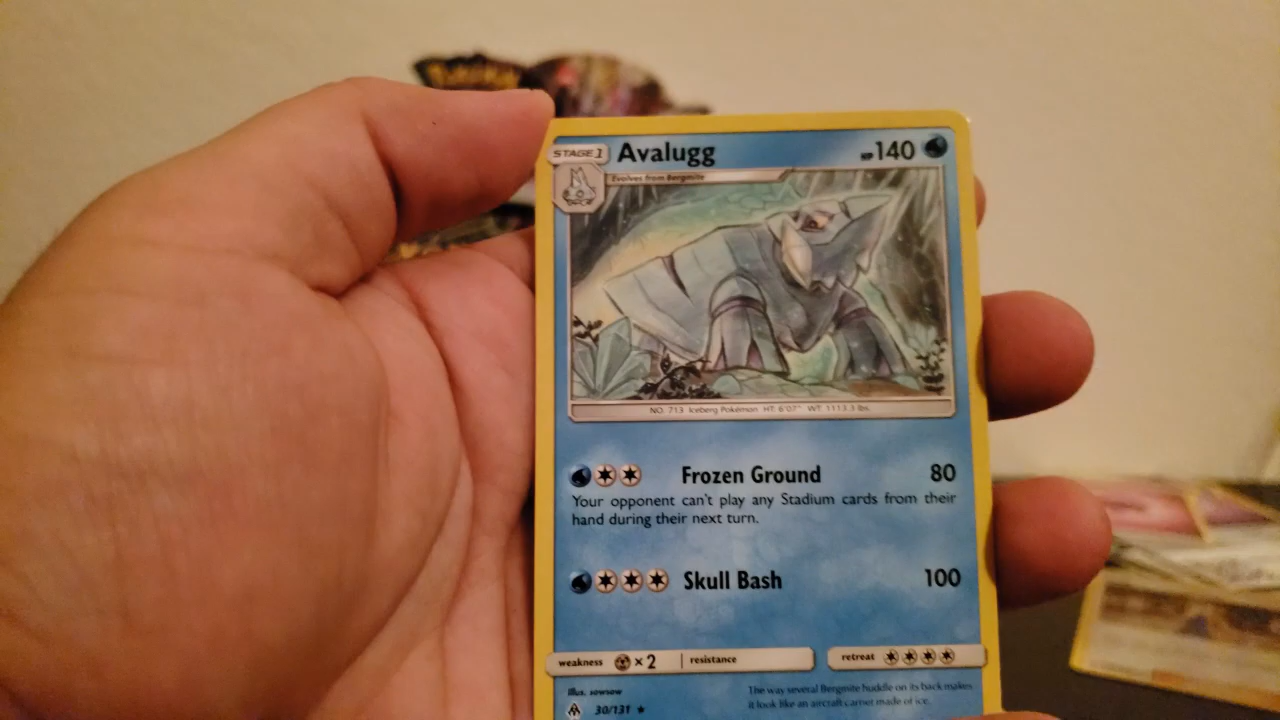 Pokémon
STAGE 1 Avalugg HP 140
Evolves from Bergmite
NO. 713 Iceberg Pokémon HT: 6'07" WT: 1113.3 lbs.
Frozen Ground 80
Your opponent can't play any Stadium cards from their
hand during their next turn.
Skull Bash 100
weakness ×2 resistance retreat
Illus. sowsow
The way several Bergmite huddle on its back makes
30/131 ★
it look like an aircraft carrier made of ice.